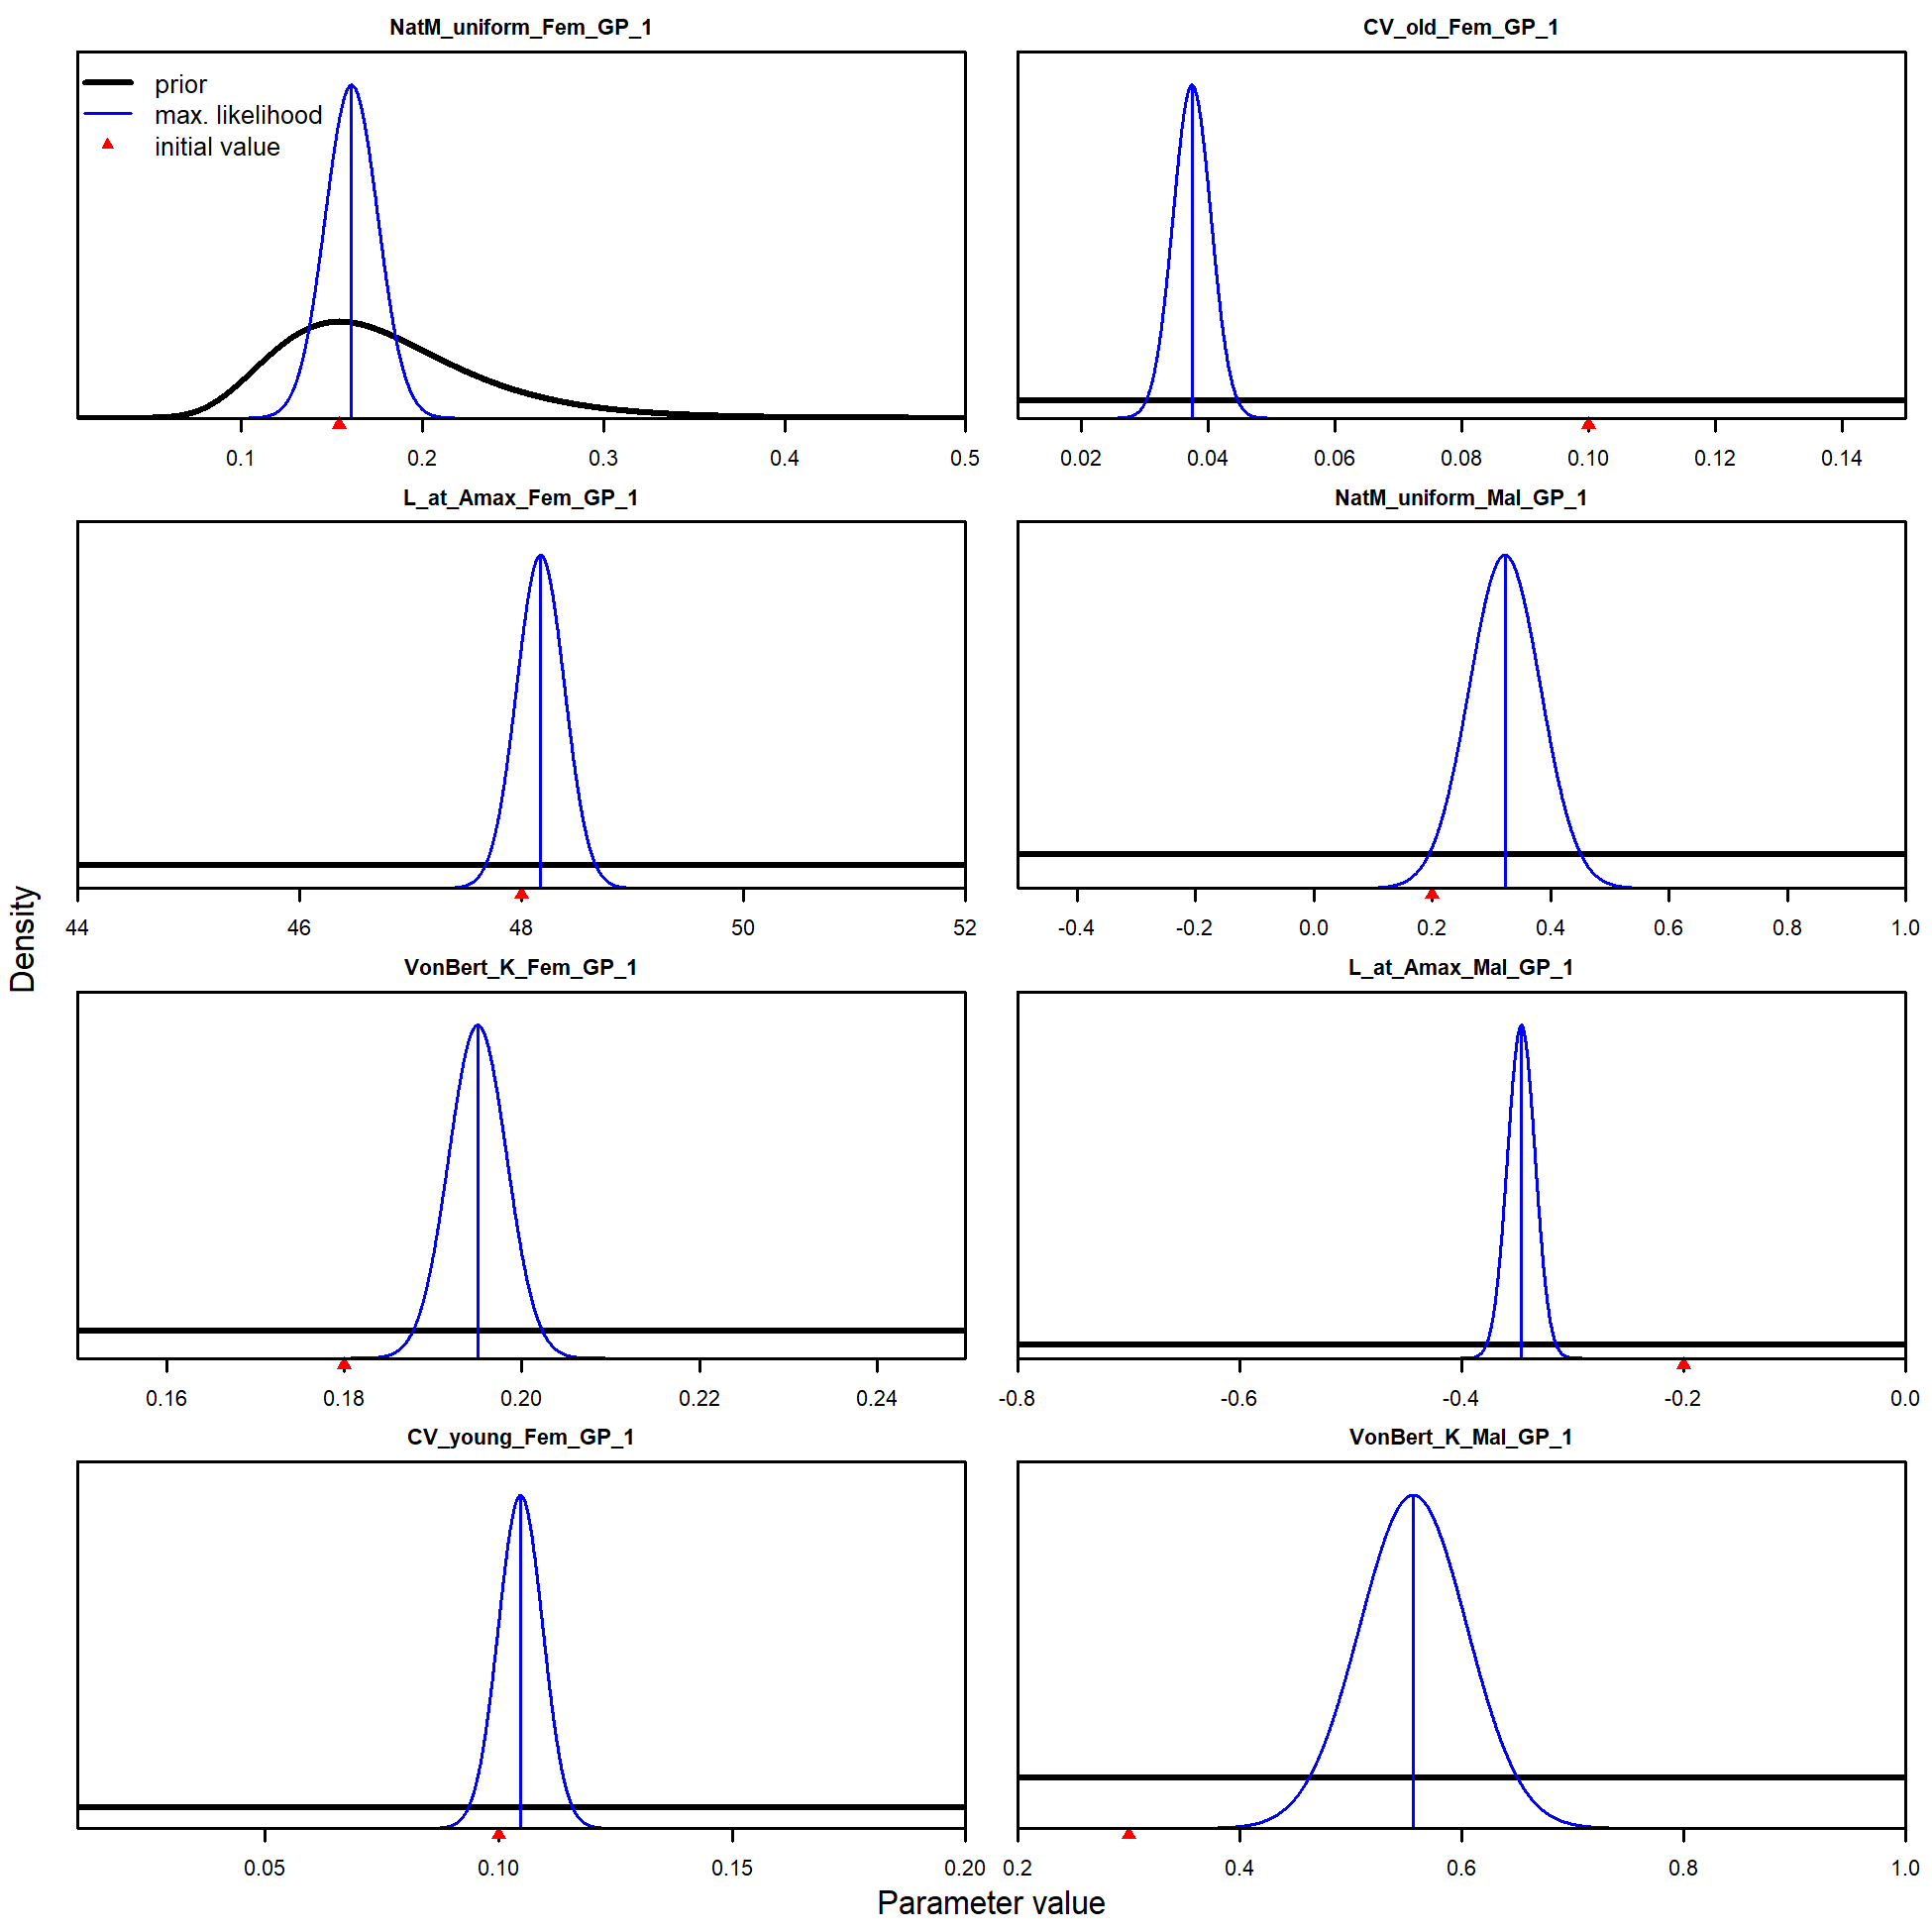 NatM_uniform_Fem_GP_1
prior
max. likelihood
initial value
0.1 0.2 0.3 0.4 0.5
CV_old_Fem_GP_1
0.02 0.04 0.06 0.08 0.10 0.12 0.14
L_at_Amax_Fem_GP_1
44 46 48 50 52
NatM_uniform_Mal_GP_1
-0.4 -0.2 0.0 0.2 0.4 0.6 0.8 1.0
VonBert_K_Fem_GP_1
0.16 0.18 0.20 0.22 0.24
L_at_Amax_Mal_GP_1
-0.8 -0.6 -0.4 -0.2 0.0
CV_young_Fem_GP_1
0.05 0.10 0.15 0.20
VonBert_K_Mal_GP_1
0.2 0.4 0.6 0.8 1.0
Density
Parameter value